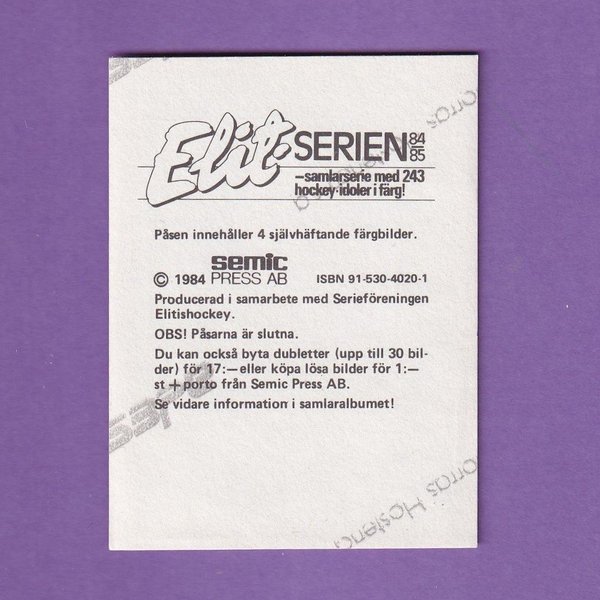 Elit-SERIEN 84/85
–samlarserie med 243
hockey-idoler i färg!
Påsen innehåller 4 självhäftande färgbilder.
semic
© 1984 PRESS AB ISBN 91-530-4020-1
Producerad i samarbete med Serieföreningen
Elitishockey.
OBS! Påsarna är slutna.
Du kan också byta dubletter (upp till 30 bil-
der) för 17:— eller köpa lösa bilder för 1:—
st + porto från Semic Press AB.
Se vidare information i samlaralbumet!